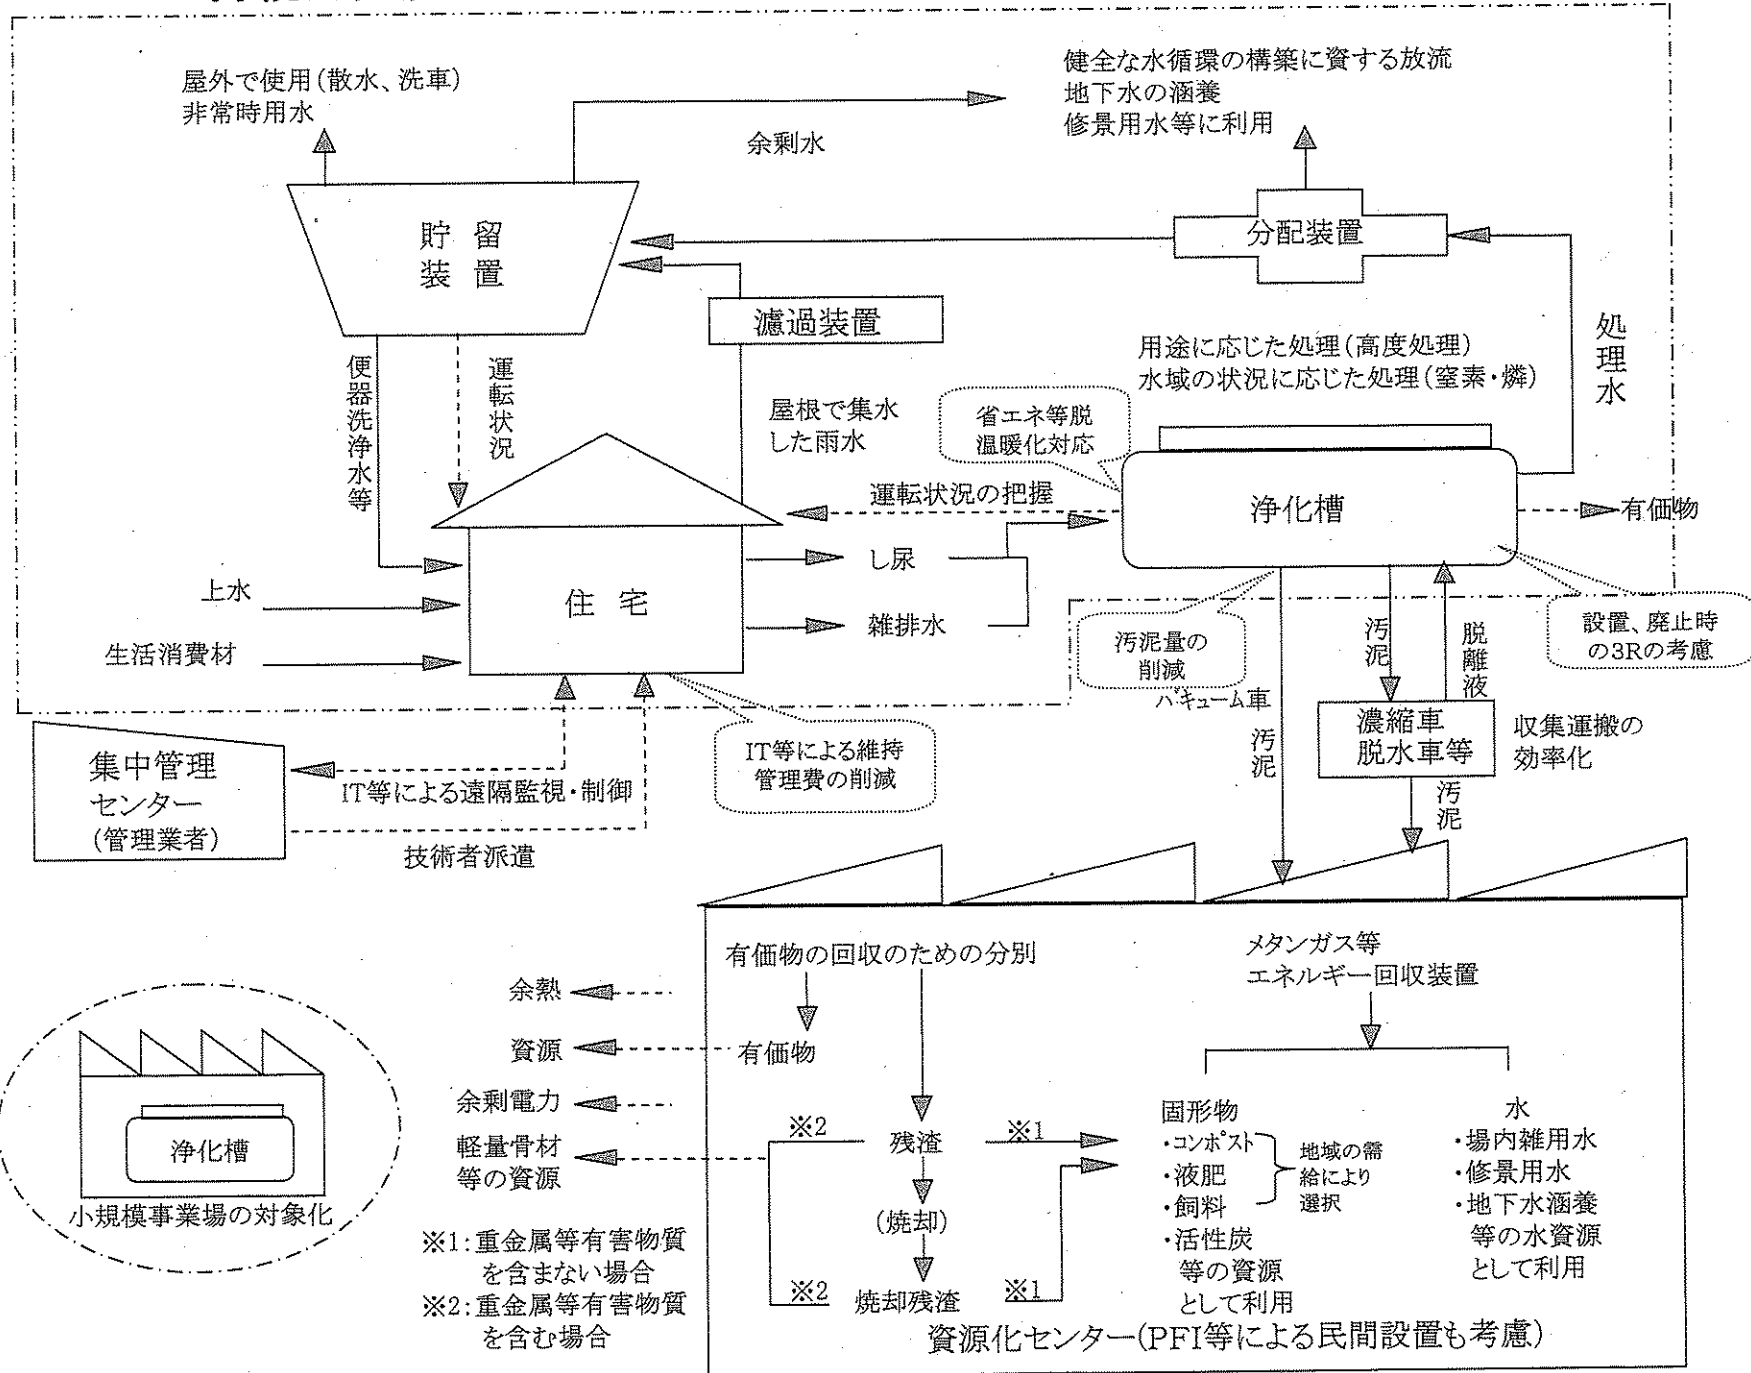 屋外で使用(散水、洗車)
非常時用水
健全な水循環の構築に資する放流
地下水の涵養
修景用水等に利用
余剰水
貯留
装置
分配装置
濾過装置
処理水
用途に応じた処理(高度処理)
水域の状況に応じた処理(窒素・燐)
便器洗浄水等
運転状況
屋根で集水
した雨水
省エネ等脱
温暖化対応
運転状況の把握
浄化槽
有価物
し尿
上水
住宅
雑排水
生活消費材
汚泥量の
削減
汚泥
脱離液
設置、廃止時
の3Rの考慮
バキューム車
汚泥
濃縮車
脱水車等
収集運搬の
効率化
汚泥
集中管理
センター
(管理業者)
IT等による遠隔監視・制御
技術者派遣
IT等による維持
管理費の削減
有価物の回収のための分別
メタンガス等
エネルギー回収装置
余熱
資源
有価物
余剰電力
軽量骨材
等の資源
※2
残渣
※1
(焼却)
※2
焼却残渣
※1
固形物
・コンポスト
・液肥
・飼料
・活性炭
等の資源
として利用
地域の需
給により
選択
水
・場内雑用水
・修景用水
・地下水涵養
等の水資源
として利用
浄化槽
小規模事業場の対象化
※1:重金属等有害物質
を含まない場合
※2:重金属等有害物質
を含む場合
資源化センター(PFI等による民間設置も考慮)